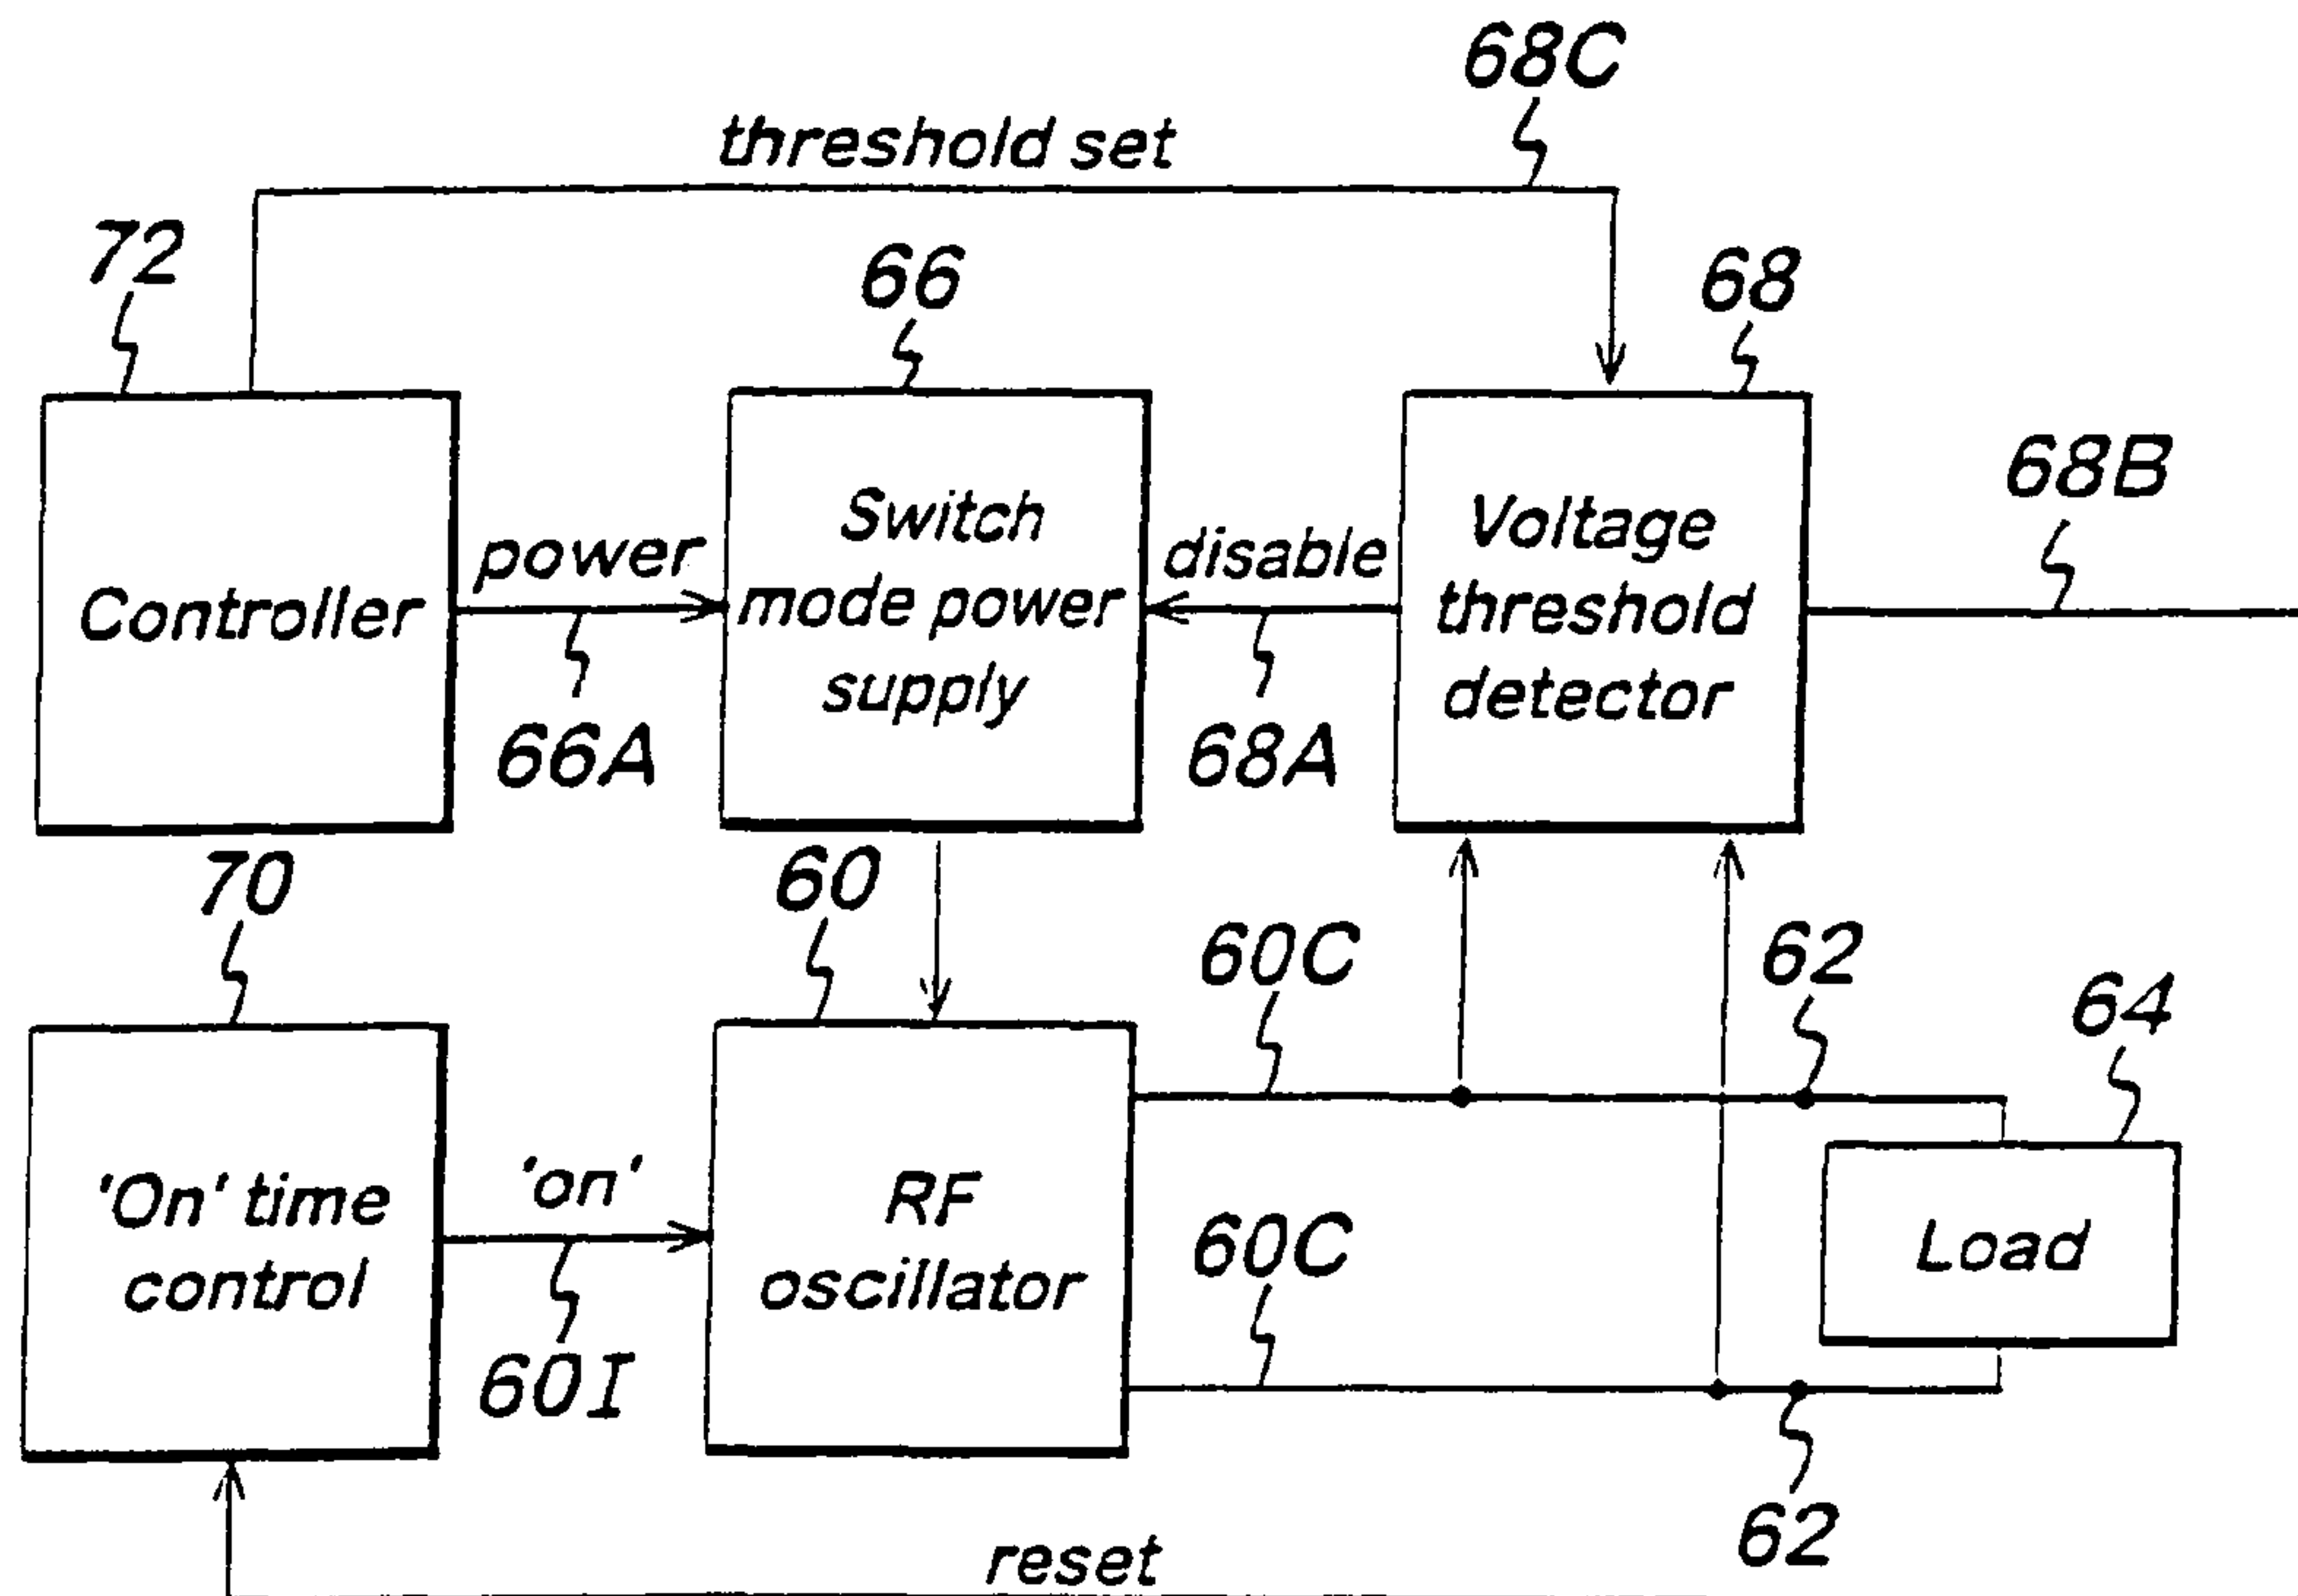 68C
threshold set
72
66
68
68B
Controller
power
66A
Switch
mode power
supply
disable
68A
Voltage
threshold
detector
70
60
60C
62
64
'On' time
control
'on'
60I
RF
oscillator
60C
Load
62
reset